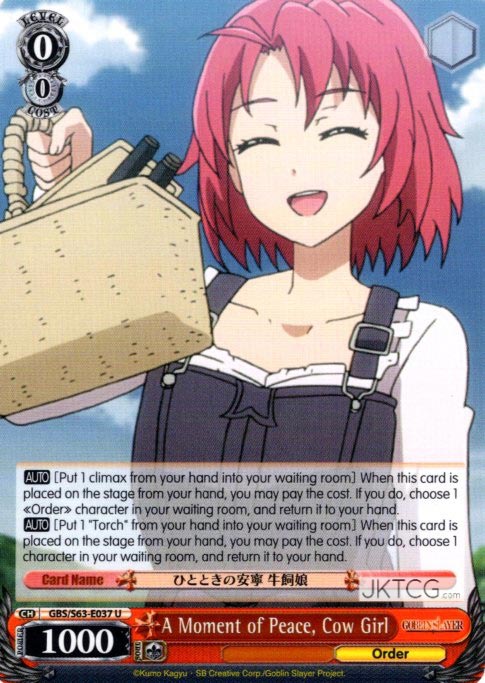 LEVEL
0
0
COST
AUTO [Put 1 climax from your hand into your waiting room] When this card is
placed on the stage from your hand, you may pay the cost. If you do, choose 1
«Order» character in your waiting room, and return it to your hand.
AUTO [Put 1 "Torch" from your hand into your waiting room] When this card is
placed on the stage from your hand, you may pay the cost. If you do, choose 1
character in your waiting room, and return it to your hand.
Card Name ひとときの安寧 牛飼娘
JKTCG.com
CH GBS/S63-E037 U
POWER 1000 SOUL
A Moment of Peace, Cow Girl GOBLIN SLAYER
Order
©Kumo Kagyu・SB Creative Corp./Goblin Slayer Project.